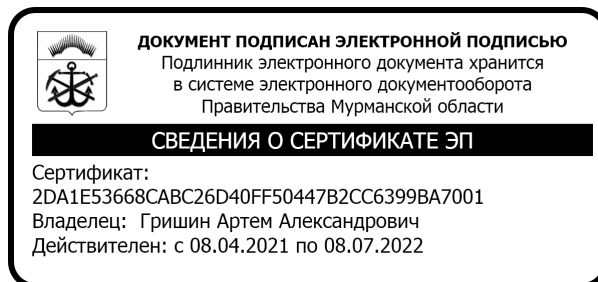 ДОКУМЕНТ ПОДПИСАН ЭЛЕКТРОННОЙ ПОДПИСЬЮ
Подлинник электронного документа хранится
в системе электронного документооборота
Правительства Мурманской области
СВЕДЕНИЯ О СЕРТИФИКАТЕ ЭП
Сертификат:
2DA1E53668CABC26D40FF50447B2CC6399BA7001
Владелец: Гришин Артем Александрович
Действителен: с 08.04.2021 по 08.07.2022